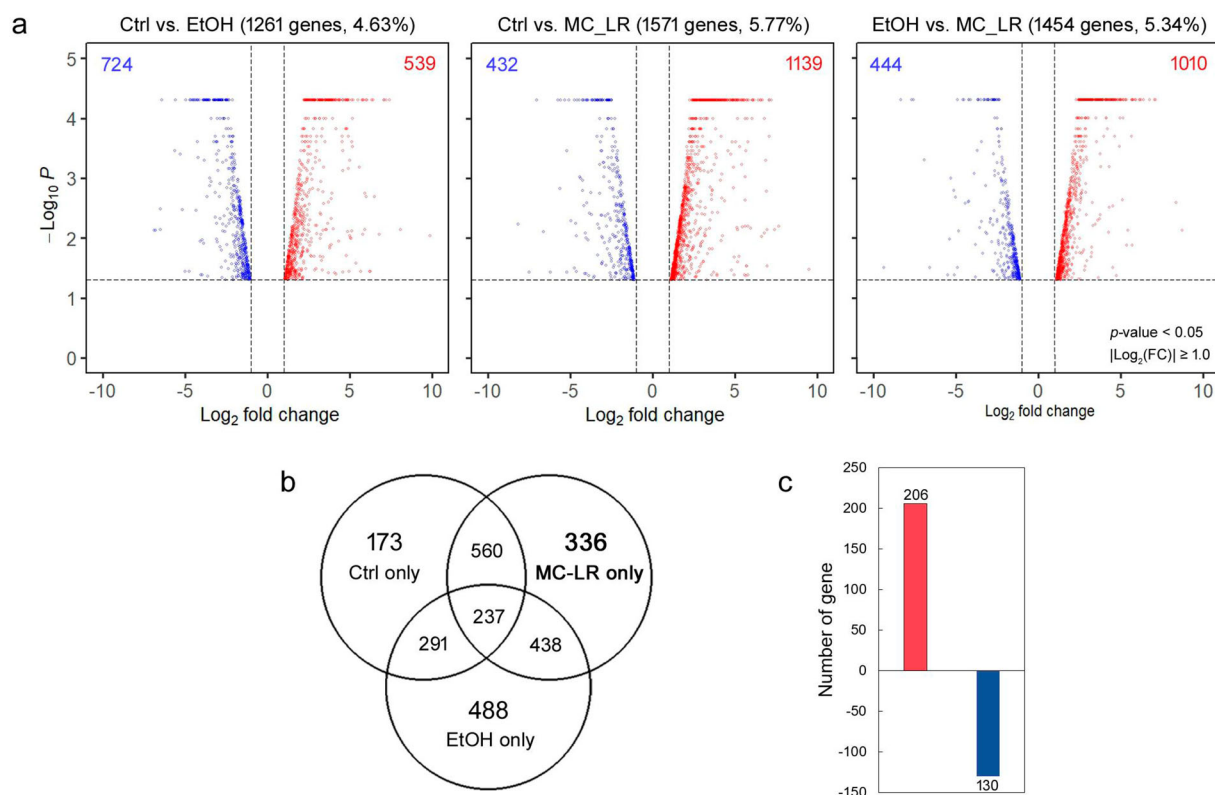 a
Ctrl vs. EtOH (1261 genes, 4.63%)
Ctrl vs. MC_LR (1571 genes, 5.77%)
EtOH vs. MC_LR (1454 genes, 5.34%)
724
539
432
1139
444
1010
5
4
3
2
1
0
−Log10 P
p-value < 0.05
|Log2(FC)| ≥ 1.0
-10 -5 0 5 10
-10 -5 0 5 10
-10 -5 0 5 10
Log2 fold change
Log2 fold change
Log2 fold change
b
173
Ctrl only
560
336
MC-LR only
237
291
438
488
EtOH only
c
Number of gene
250
200
150
100
50
0
-50
-100
-150
206
130